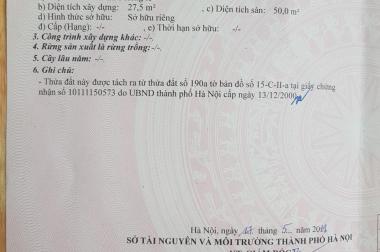 b) Diện tích xây dựng: 27,5 m² , c) Diện tích sàn: 50,0 m²
d) Hình thức sở hữu: Sở hữu riêng
đ) Cấp (Hạng): -/- , e) Thời hạn sở hữu: -/-
3. Công trình xây dựng khác: -/-.
4. Rừng sản xuất là rừng trồng: -/-.
5. Cây lâu năm: -/-.
6. Ghi chú:
- Thửa đất này được tách ra từ thửa đất số 190a tờ bản đồ số 15-C-II-a tại giấy chứng
nhận số 10111150573 do UBND thành phố Hà Nội cấp ngày 13/12/2000
Hà Nội, ngày tháng 5 năm
SỞ TÀI NGUYÊN VÀ MÔI TRƯỜNG THÀNH PHỐ HÀ NỘI